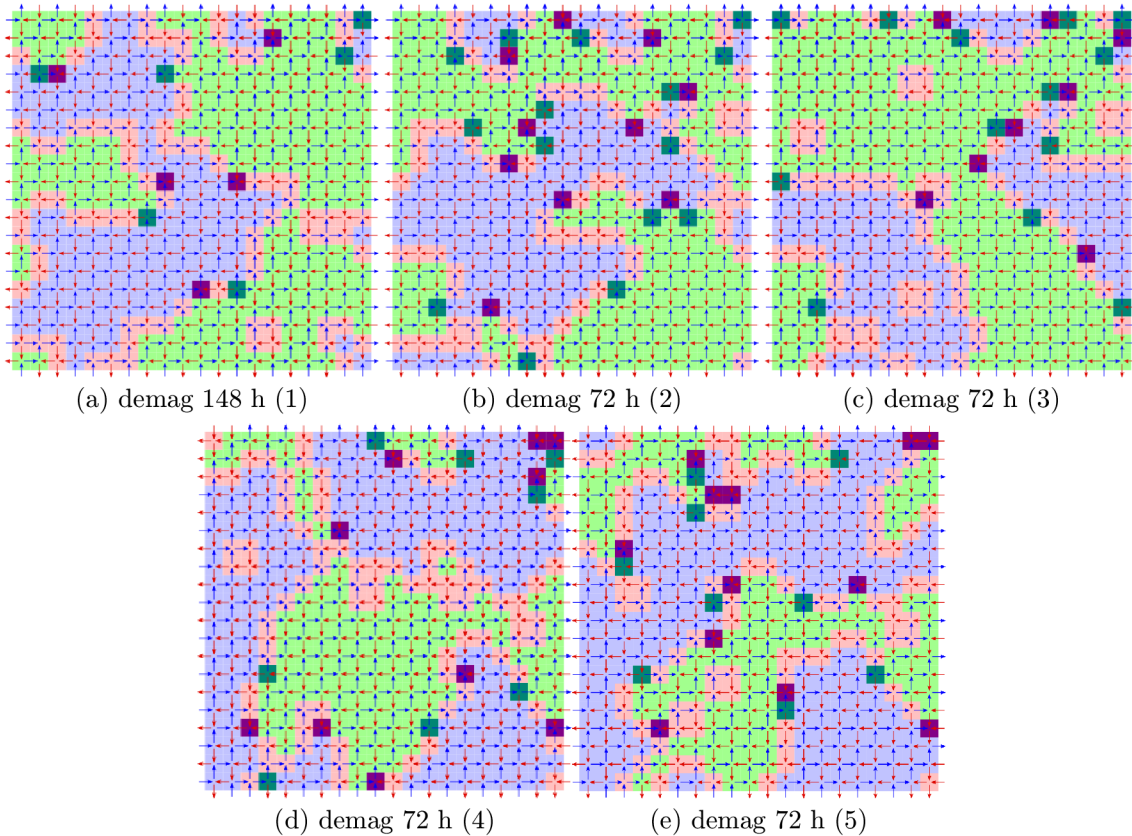 (a) demag 148 h (1)
(b) demag 72 h (2)
(c) demag 72 h (3)
(d) demag 72 h (4)
(e) demag 72 h (5)